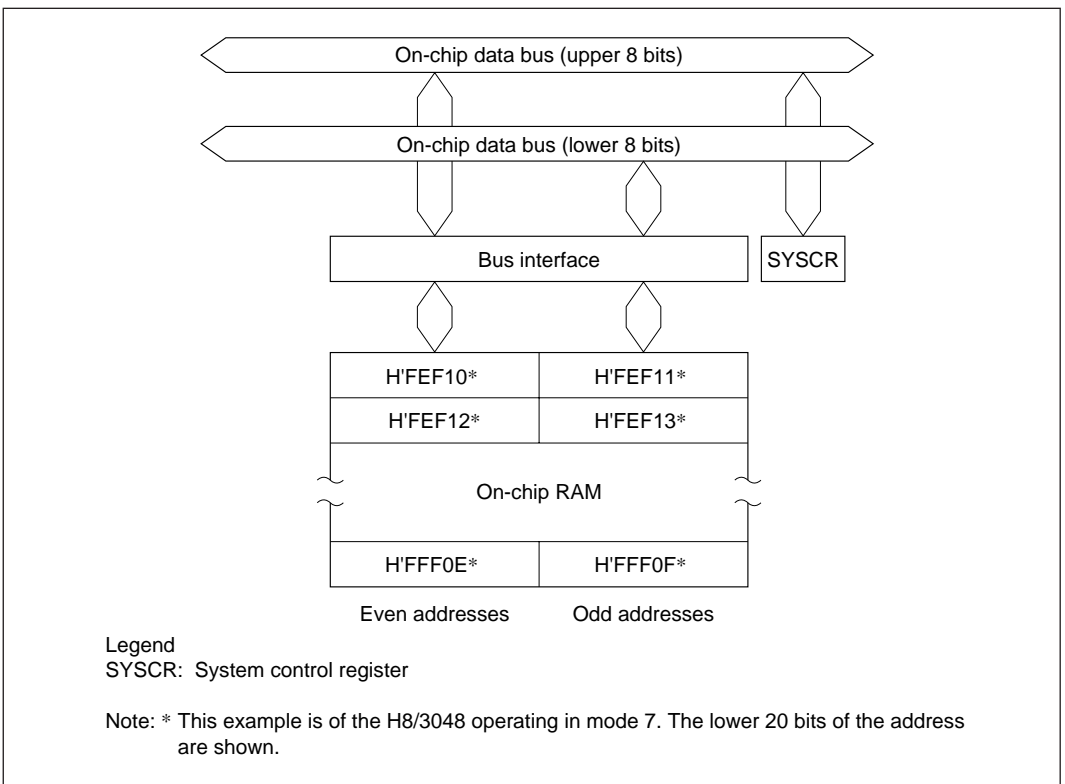 On-chip data bus (upper 8 bits)
On-chip data bus (lower 8 bits)
Bus interface
SYSCR
H'FEF10*
H'FEF11*
H'FEF12*
H'FEF13*
On-chip RAM
H'FFF0E*
H'FFF0F*
Even addresses
Odd addresses
Legend
SYSCR: System control register
Note: * This example is of the H8/3048 operating in mode 7. The lower 20 bits of the address
are shown.